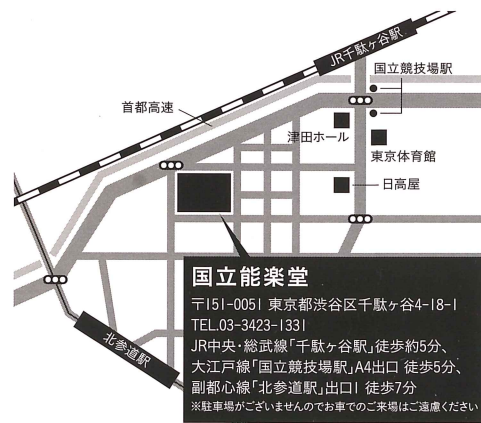 JR千駄ヶ谷駅
国立競技場駅
首都高速
津田ホール
東京体育館
日高屋
北参道駅
国立能楽堂
〒151-0051 東京都渋谷区千駄ヶ谷4-18-1
TEL.03-3423-1331
JR中央・総武線「千駄ヶ谷駅」徒歩約5分、
大江戸線「国立競技場駅」A4出口 徒歩5分、
副都心線「北参道駅」出口1 徒歩7分
※駐車場がございませんのでお車でのご来場はご遠慮ください